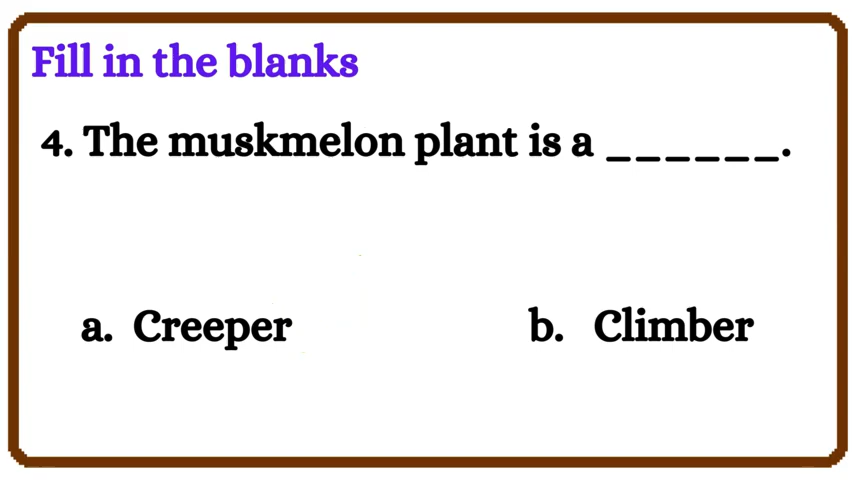 Fill in the blanks
4. The muskmelon plant is a ______.
a. Creeper
b. Climber